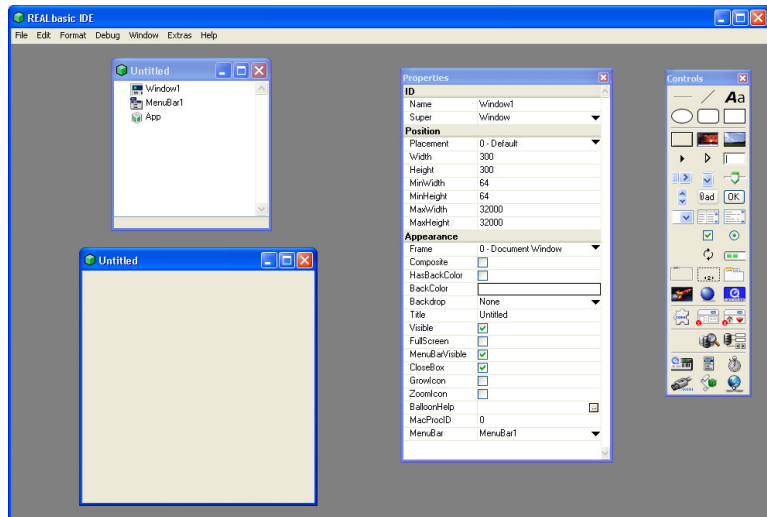 REALbasic IDE
File Edit Format Debug Window Extras Help
Untitled
Window1
MenuBar1
App
Untitled
Properties
ID
Name Window1
Super Window
Position
Placement 0 - Default
Width 300
Height 300
MinWidth 64
MinHeight 64
MaxWidth 32000
MaxHeight 32000
Appearance
Frame 0 - Document Window
Composite
HasBackColor
BackColor
Backdrop None
Title Untitled
Visible
FullScreen
MenuBarVisible
CloseBox
GrowIcon
ZoomIcon
BalloonHelp
MacProcID 0
MenuBar MenuBar1
Controls
Aa
Bad OK